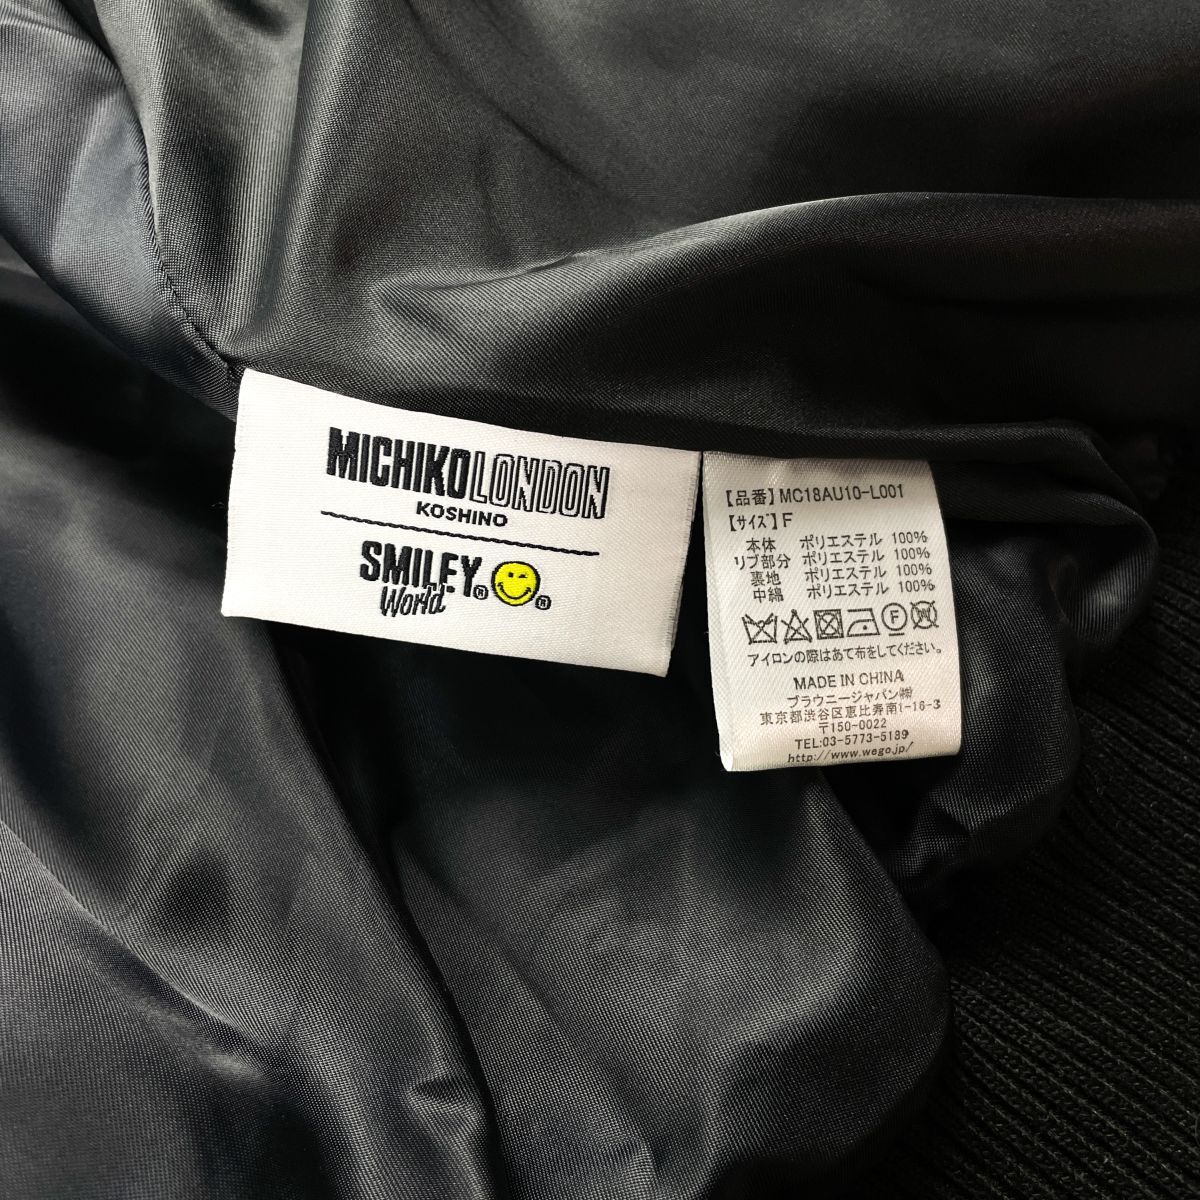 MICHIKOLONDON
KOSHINO
SMILEY®
World ®
【品番】MC18AU10-L001
【サイズ】F
本体 ポリエステル 100%
リブ部分 ポリエステル 100%
裏地 ポリエステル 100%
中綿 ポリエステル 100%
F W
アイロンの際はあて布をしてください。
MADE IN CHINA
ブラウニージャパン㈱
東京都渋谷区恵比寿南1-16-3
〒150-0022
TEL:03-5773-5189
http://www.wego.jp/